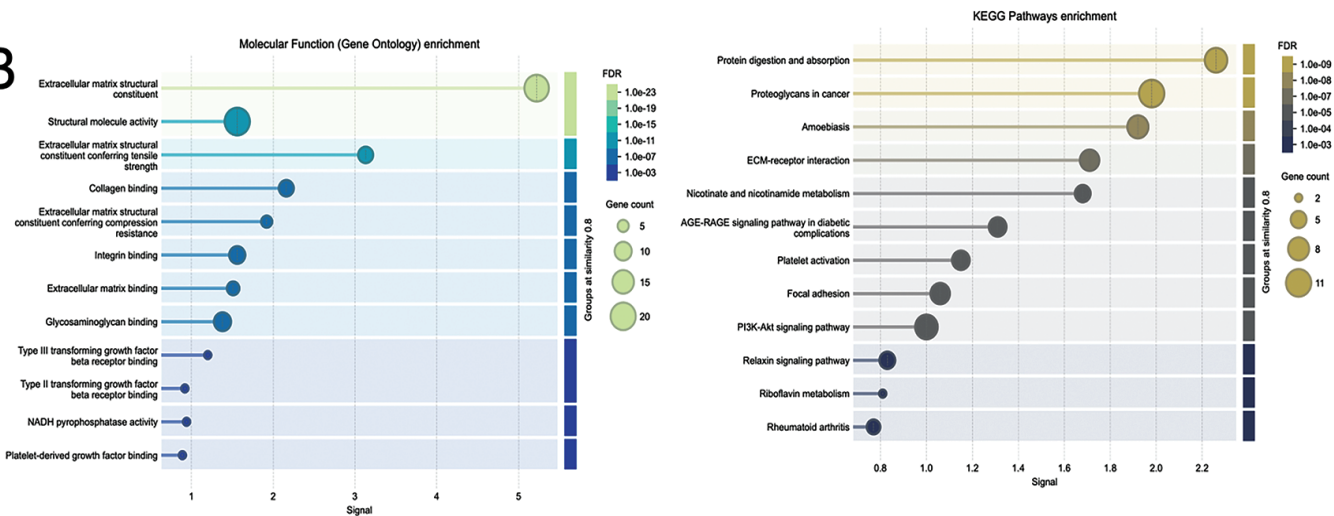 B
Molecular Function (Gene Ontology) enrichment
Extracellular matrix structural
constituent
Structural molecule activity
Extracellular matrix structural
constituent conferring tensile
strength
Collagen binding
Extracellular matrix structural
constituent conferring compression
resistance
Integrin binding
Extracellular matrix binding
Glycosaminoglycan binding
Type III transforming growth factor
beta receptor binding
Type II transforming growth factor
beta receptor binding
NADH pyrophosphatase activity
Platelet-derived growth factor binding
1 2 3 4 5
Signal
Groups at similarity 0.8
FDR
1.0e-23
1.0e-19
1.0e-15
1.0e-11
1.0e-07
1.0e-03
Gene count
5
10
15
20
KEGG Pathways enrichment
Protein digestion and absorption
Proteoglycans in cancer
Amoebiasis
ECM-receptor interaction
Nicotinate and nicotinamide metabolism
AGE-RAGE signaling pathway in diabetic
complications
Platelet activation
Focal adhesion
PI3K-Akt signaling pathway
Relaxin signaling pathway
Riboflavin metabolism
Rheumatoid arthritis
0.8 1.0 1.2 1.4 1.6 1.8 2.0 2.2
Signal
Groups at similarity 0.8
FDR
1.0e-09
1.0e-08
1.0e-07
1.0e-05
1.0e-04
1.0e-03
Gene count
2
5
8
11